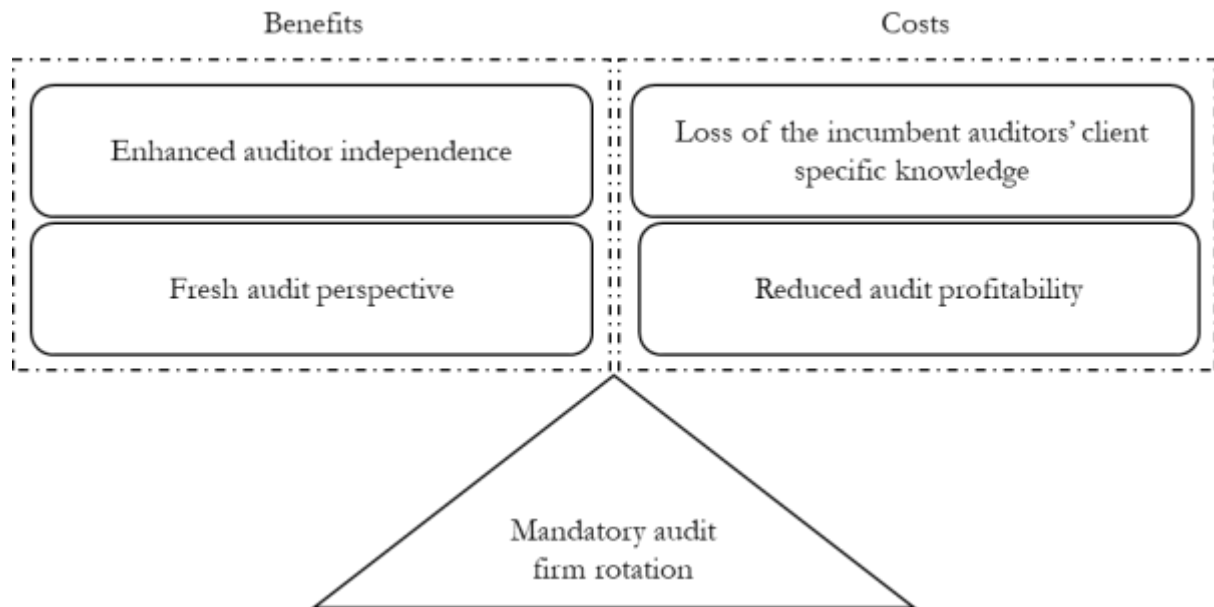 Benefits
Costs
Enhanced auditor independence
Loss of the incumbent auditors’ client
specific knowledge
Fresh audit perspective
Reduced audit profitability
Mandatory audit
firm rotation